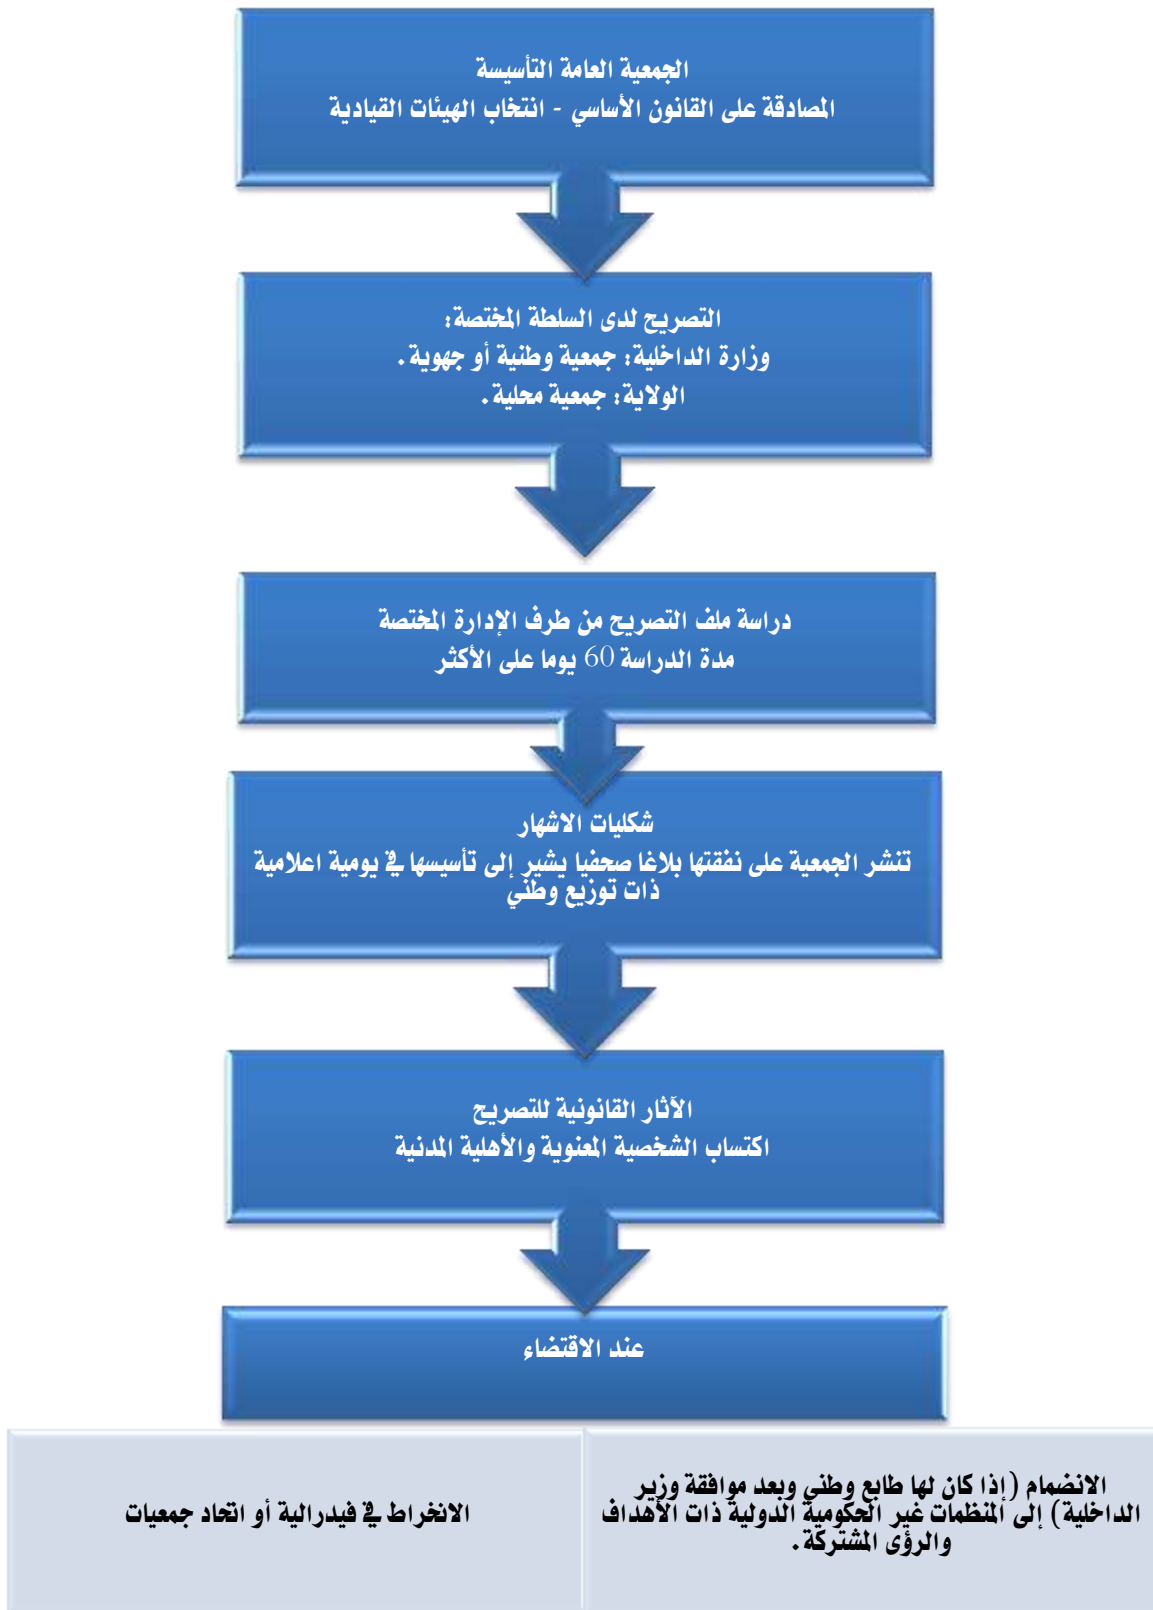 الجمعية العامة التأسيسة
المصادقة على القانون الأساسي - انتخاب الهيئات القيادية
التصريح لدى السلطة المختصة:
وزارة الداخلية: جمعية وطنية أو جهوية.
الولاية: جمعية محلية.
دراسة ملف التصريح من طرف الإدارة المختصة
مدة الدراسة 60 يوما على الأكثر
شكليات الاشهار
تنشر الجمعية على نفقتها بلاغا صحفيا يشير إلى تأسيسها في يومية اعلامية
ذات توزيع وطني
الآثار القانونية للتصريح
اكتساب الشخصية المعنوية والأهلية المدنية
عند الاقتضاء
الانضمام (إذا كان لها طابع وطني وبعد موافقة وزير
الداخلية) إلى المنظمات غير الحكومية الدولية ذات الأهداف
والرؤى المشتركة.
الانخراط في فيدرالية أو اتحاد جمعيات